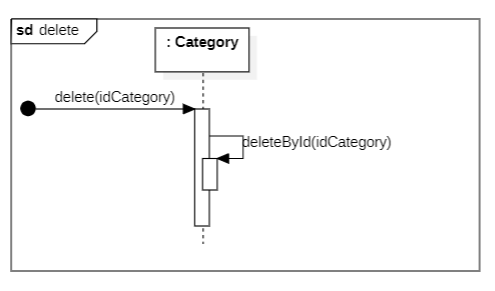 sd delete
: Category
delete(idCategory)
deleteById(idCategory)